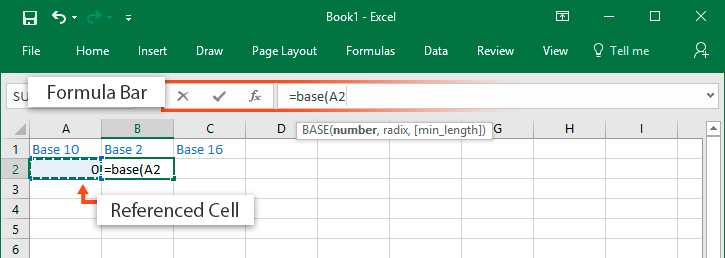 Book1 - Excel
File Home Insert Draw Page Layout Formulas Data Review View Tell me
SU
Formula Bar
fx
=base(A2
BASE(number, radix, [min_length])
A B C D G H I
1 Base 10 Base 2 Base 16
2 0 =base(A2
3
4 Referenced Cell
5
6